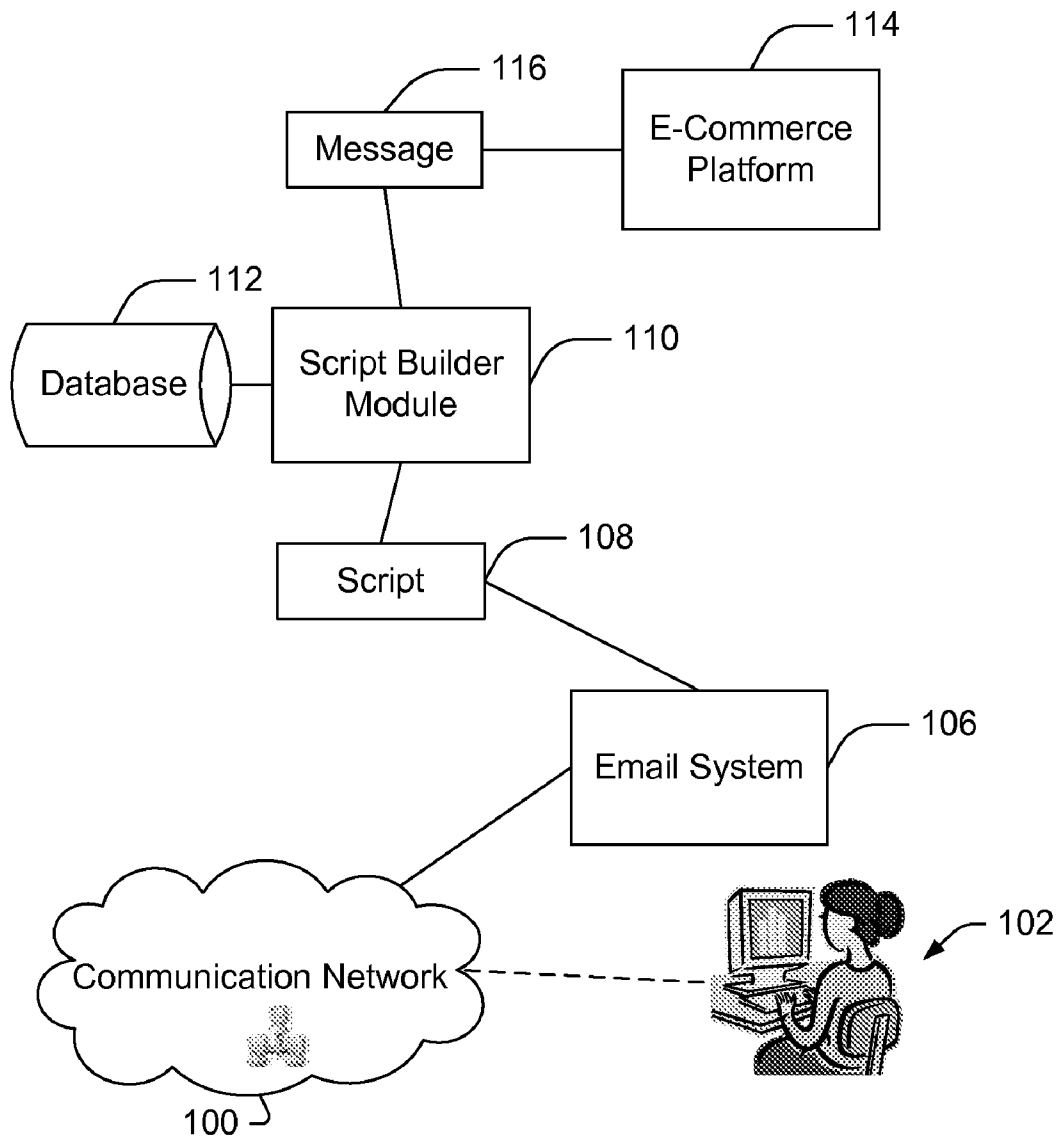 114
116
E-Commerce
Platform
Message
112
110
Script Builder
Module
Database
108
Script
106
Email System
102
Communication Network
100